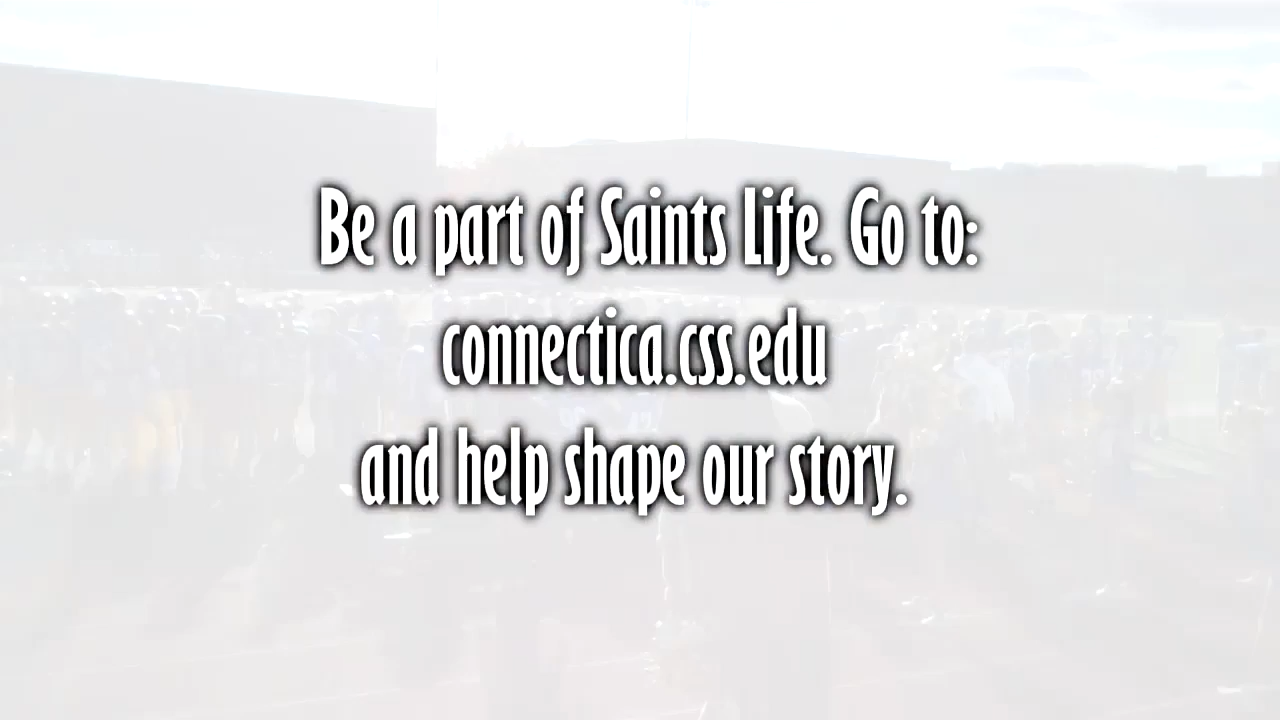 Be a part of Saints Life. Go to:
connectica.css.edu
and help shape our story.